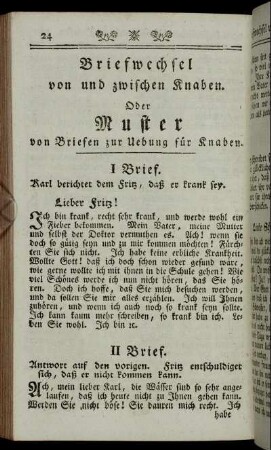 24
Briefwechsel
von und zwischen Knaben.
Oder
Muster
von Briefen zur Uebung für Knaben.
I Brief.
Karl berichtet dem Fritz, daß er krank sey.
Lieber Fritz!
Ich bin krank, recht sehr krank, und werde wohl ein
Fieber bekommen. Mein Vater, meine Mutter
und selbst der Doktor vermuthen es. Ach! wenn sie
doch so gütig seyn und zu mir kommen möchten! Fürch-
ten Sie sich nicht. Ich habe keine erbliche Krankheit.
Wollte Gott! daß ich doch schon wieder gesund wäre,
wie gerne wollte ich mit ihnen in die Schule gehen! Wie
viel Schönes werde ich nun nicht hören, das Sie hö-
ren. Doch ich hoffe, daß Sie mich besuchen werden,
und da sollen Sie mir alles erzählen. Ich will Ihnen
zuhören, und wenn ich auch noch so krank seyn sollte.
Ich kann kaum mehr schreiben, so krank bin ich. Le-
ben Sie wohl. Ich bin ꝛc.
II Brief.
Antwort auf den vorigen. Fritz entschuldiget
sich, daß er nicht kommen kann.
Ach, mein lieber Karl, die Wässer sind so sehr ange-
laufen, daß ich heute nicht zu Ihnen gehen kann.
Werden Sie nicht böse! Sie dauren mich recht. Ich
habe